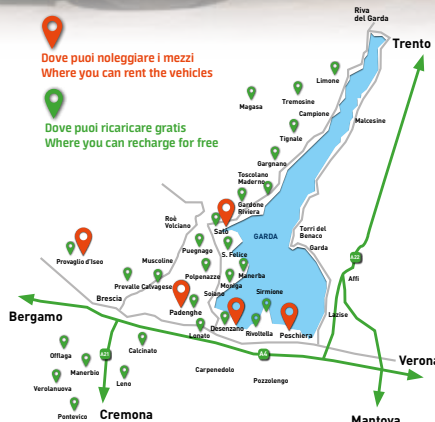 Riva
del Garda
Trento
Dove puoi noleggiare i mezzi
Where you can rent the vehicles
Dove puoi ricaricare gratis
Where you can recharge for free
Limone
Tremosine
Magasa
Campione
Malcesine
Tignale
Gargnano
Toscolano
Maderno
Gardone
Riviera
Roè
Volciano
Salò
GARDA
Torri del
Benaco
Garda
Puegnago
S. Felice
A22
Provaglio d'Iseo
Muscoline
Polpenazze
Manerba
Affi
Prevalle
Calvagese
Moniga
Soiano
Sirmione
Brescia
Padenghe
Lazise
Bergamo
Desenzano
Rivoltella
Peschiera
Lonato
Calcinato
Offlaga
A21
A4
Verona
Manerbio
Carpenedolo
Verolanuova
Leno
Pozzolengo
Pontevico
Cremona
Mantova